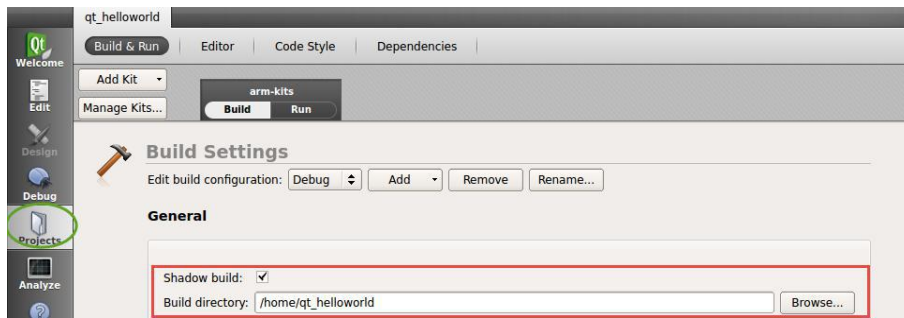 qt_helloworld
Qt
Welcome
Build & Run
Editor
Code Style
Dependencies
Add Kit
Manage Kits...
arm-kits
Build
Run
Edit
Design
Build Settings
Edit build configuration: Debug Add Remove Rename...
Debug
General
Projects
Shadow build:
Analyze
Build directory: /home/qt_helloworld Browse...
?